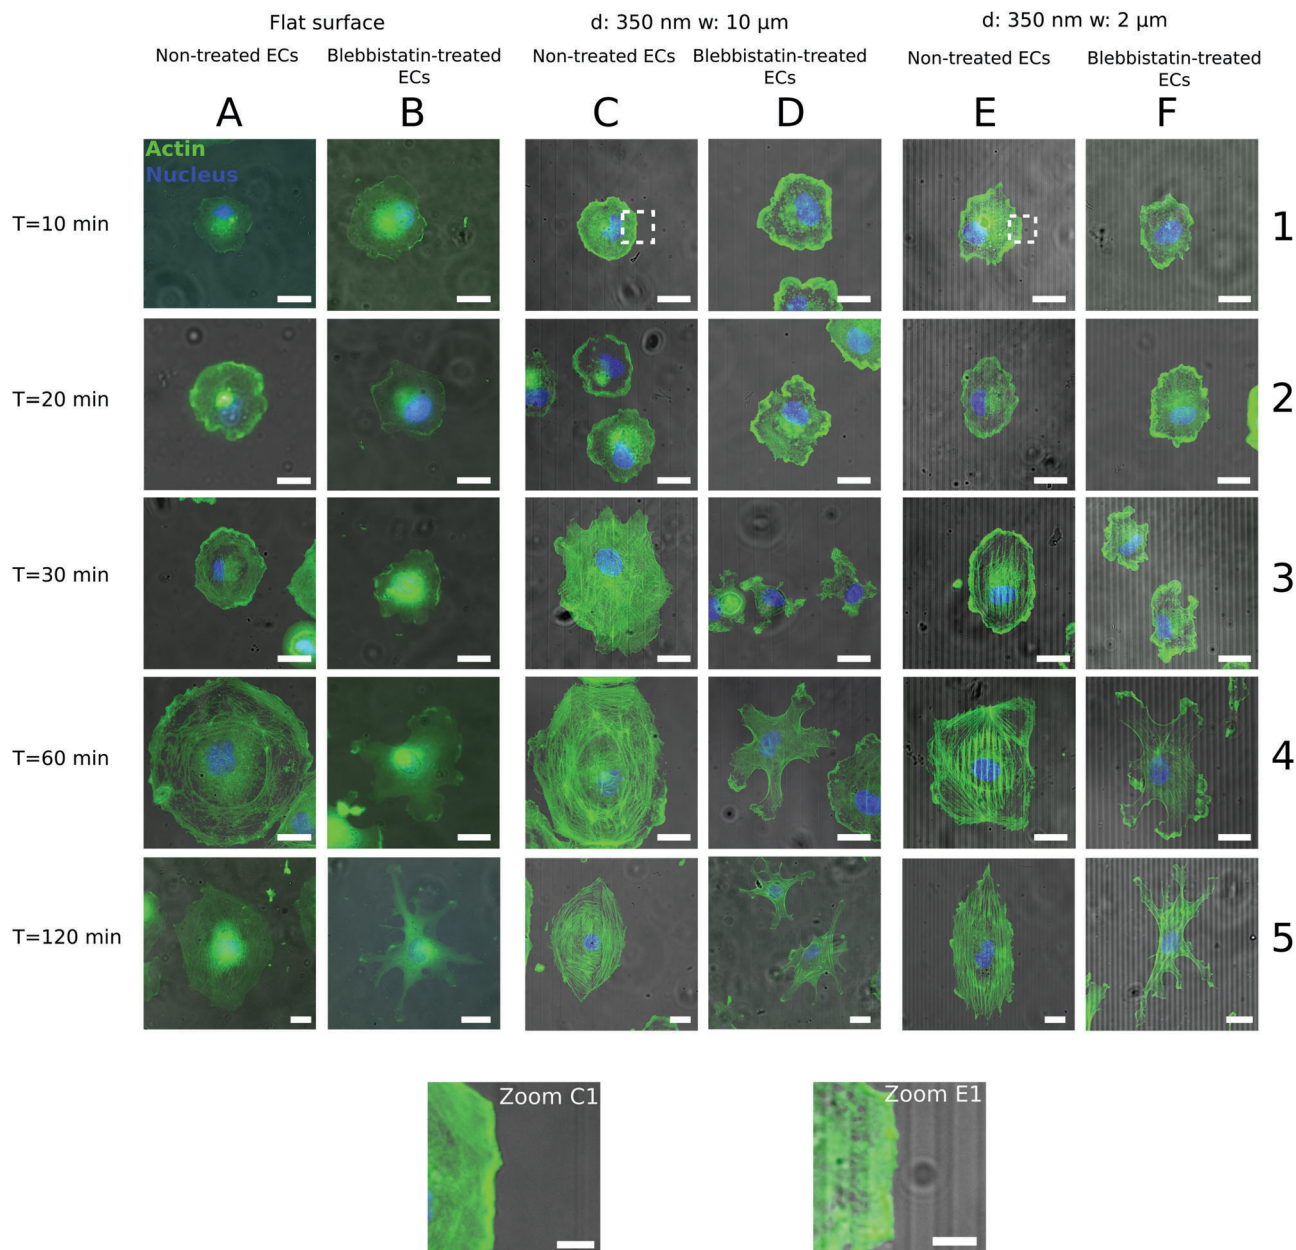 Flat surface
d: 350 nm w: 10 μm
d: 350 nm w: 2 μm
Non-treated ECs
Blebbistatin-treated
ECs
Non-treated ECs
Blebbistatin-treated
ECs
Non-treated ECs
Blebbistatin-treated
ECs
A B C D E F
Actin
Nucleus
T=10 min
1
T=20 min
2
T=30 min
3
T=60 min
4
T=120 min
5
Zoom C1
Zoom E1